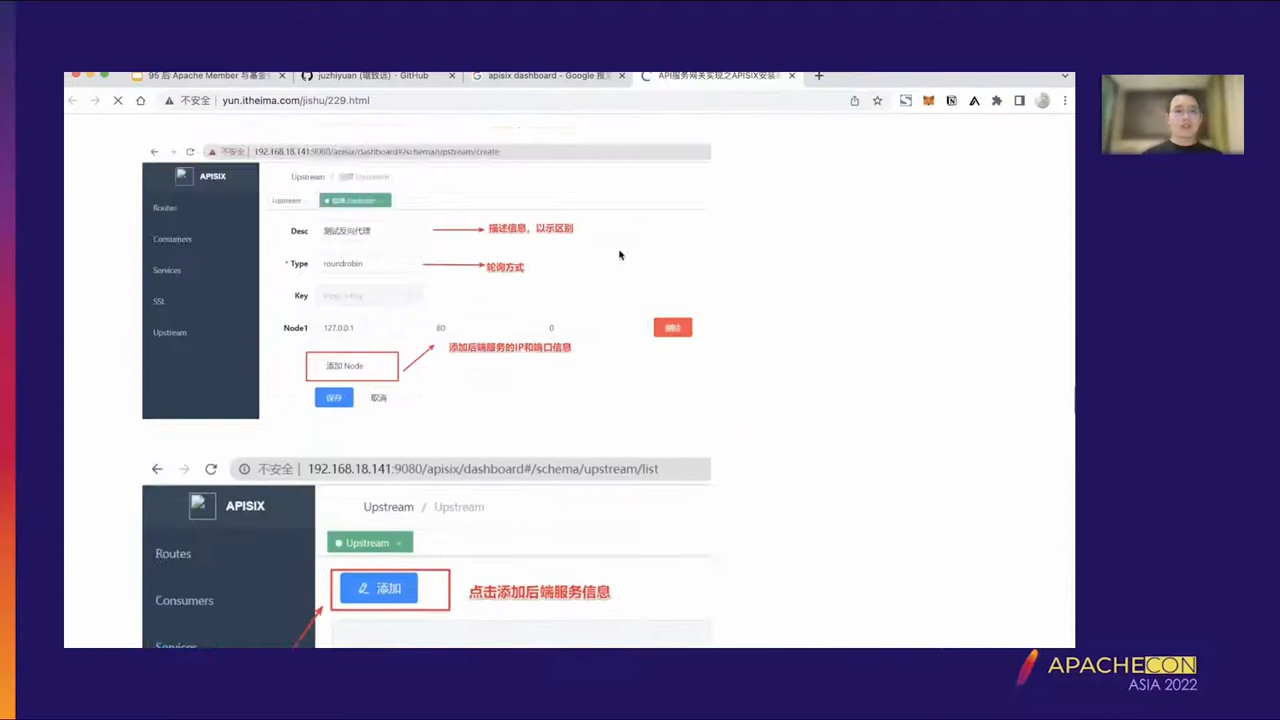 95 后 Apache Member 与基金
juzhiyuan (琚致远) · GitHub
apisix dashboard - Google 搜
API服务网关实现之APISIX安装
不安全 yun.itheima.com/jishu/229.html
不安全 192.168.18.141:9080/apisix/dashboard#/schema/upstream/create
APISIX
Upstream /
Upstream
Routes
Desc 测试反向代理 描述信息，以示区别
Consumers
* Type roundrobin 轮询方式
Services
Key
SSL
Node1 127.0.0.1 80 0 删除
Upstream
添加后端服务的IP和端口信息
添加 Node
保存 取消
不安全 192.168.18.141:9080/apisix/dashboard#/schema/upstream/list
APISIX
Upstream / Upstream
Upstream
Routes
添加 点击添加后端服务信息
Consumers
Services
APACHECON
ASIA 2022